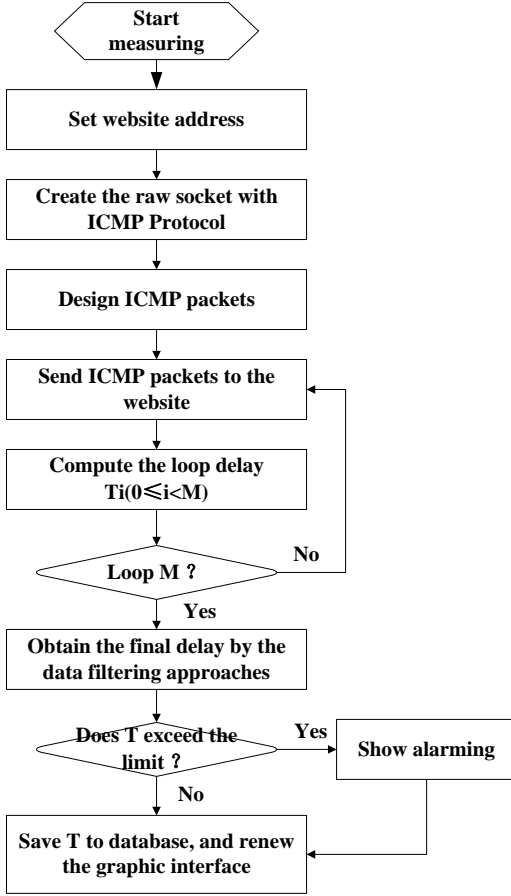 Start
measuring
Set website address
Create the raw socket with
ICMP Protocol
Design ICMP packets
Send ICMP packets to the
website
Compute the loop delay
Ti(0≤i<M)
Loop M ？
No
Yes
Obtain the final delay by the
data filtering approaches
Does T exceed the
limit ？
Yes
Show alarming
No
Save T to database, and renew
the graphic interface